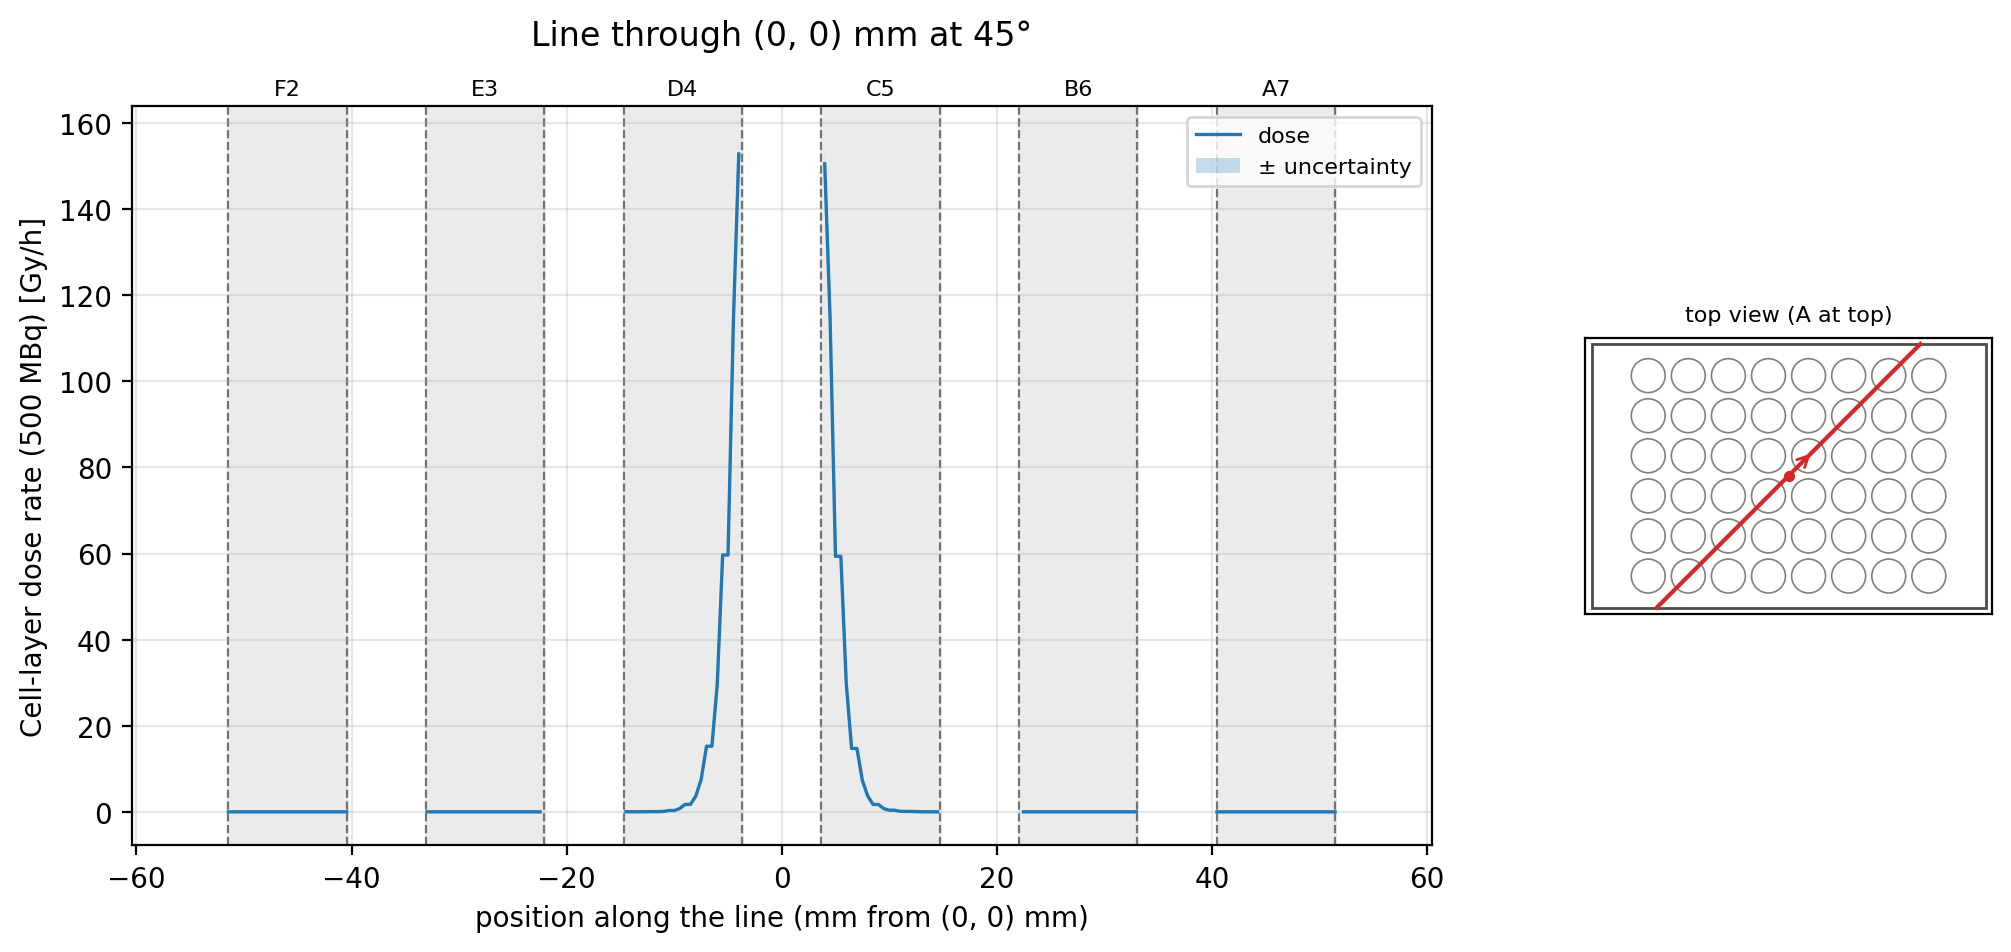 Line through (0, 0) mm at 45°
F2 E3 D4 C5 B6 A7
Cell-layer dose rate (500 MBq) [Gy/h]
160
140
120
100
80
60
40
20
0
dose
± uncertainty
−60 −40 −20 0 20 40 60
position along the line (mm from (0, 0) mm)
top view (A at top)